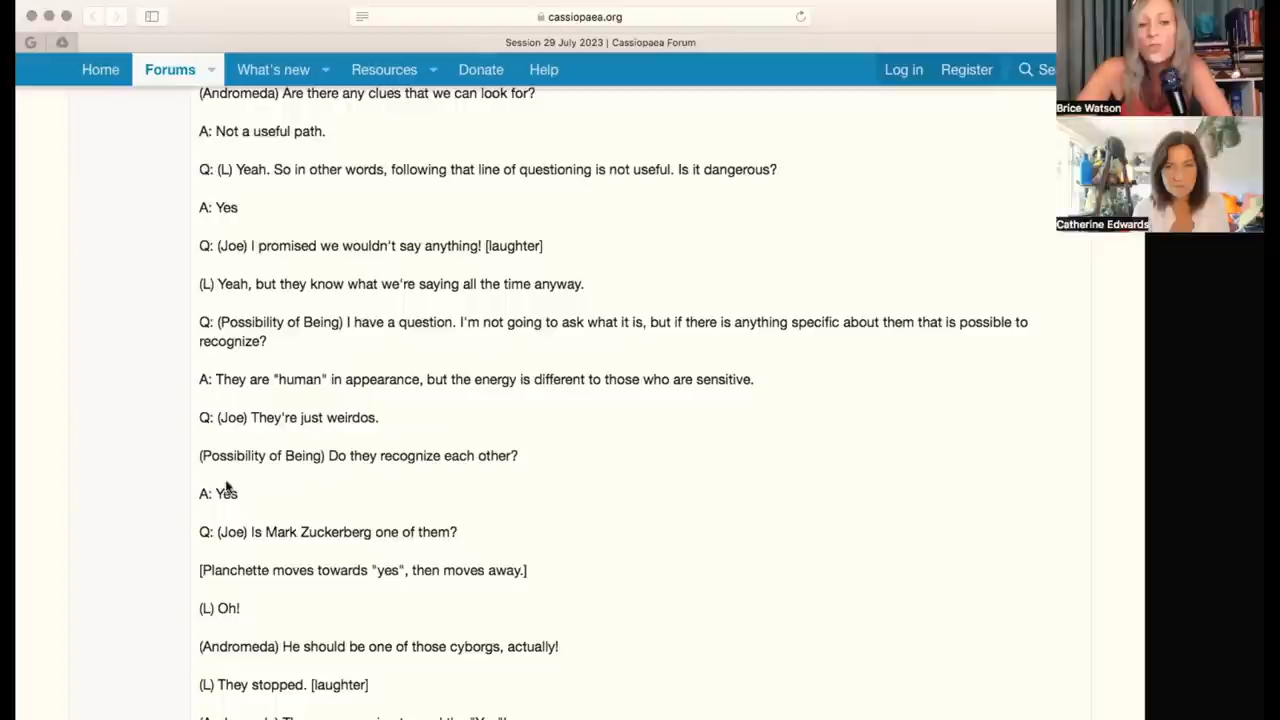 cassiopaea.org
Session 29 July 2023 | Cassiopaea Forum
Home Forums What's new Resources Donate Help Log in Register Se
Brice Watson
Catherine Edwards
(Andromeda) Are there any clues that we can look for?
A: Not a useful path.
Q: (L) Yeah. So in other words, following that line of questioning is not useful. Is it dangerous?
A: Yes
Q: (Joe) I promised we wouldn't say anything! [laughter]
(L) Yeah, but they know what we're saying all the time anyway.
Q: (Possibility of Being) I have a question. I'm not going to ask what it is, but if there is anything specific about them that is possible to
recognize?
A: They are "human" in appearance, but the energy is different to those who are sensitive.
Q: (Joe) They're just weirdos.
(Possibility of Being) Do they recognize each other?
A: Yes
Q: (Joe) Is Mark Zuckerberg one of them?
[Planchette moves towards "yes", then moves away.]
(L) Oh!
(Andromeda) He should be one of those cyborgs, actually!
(L) They stopped. [laughter]